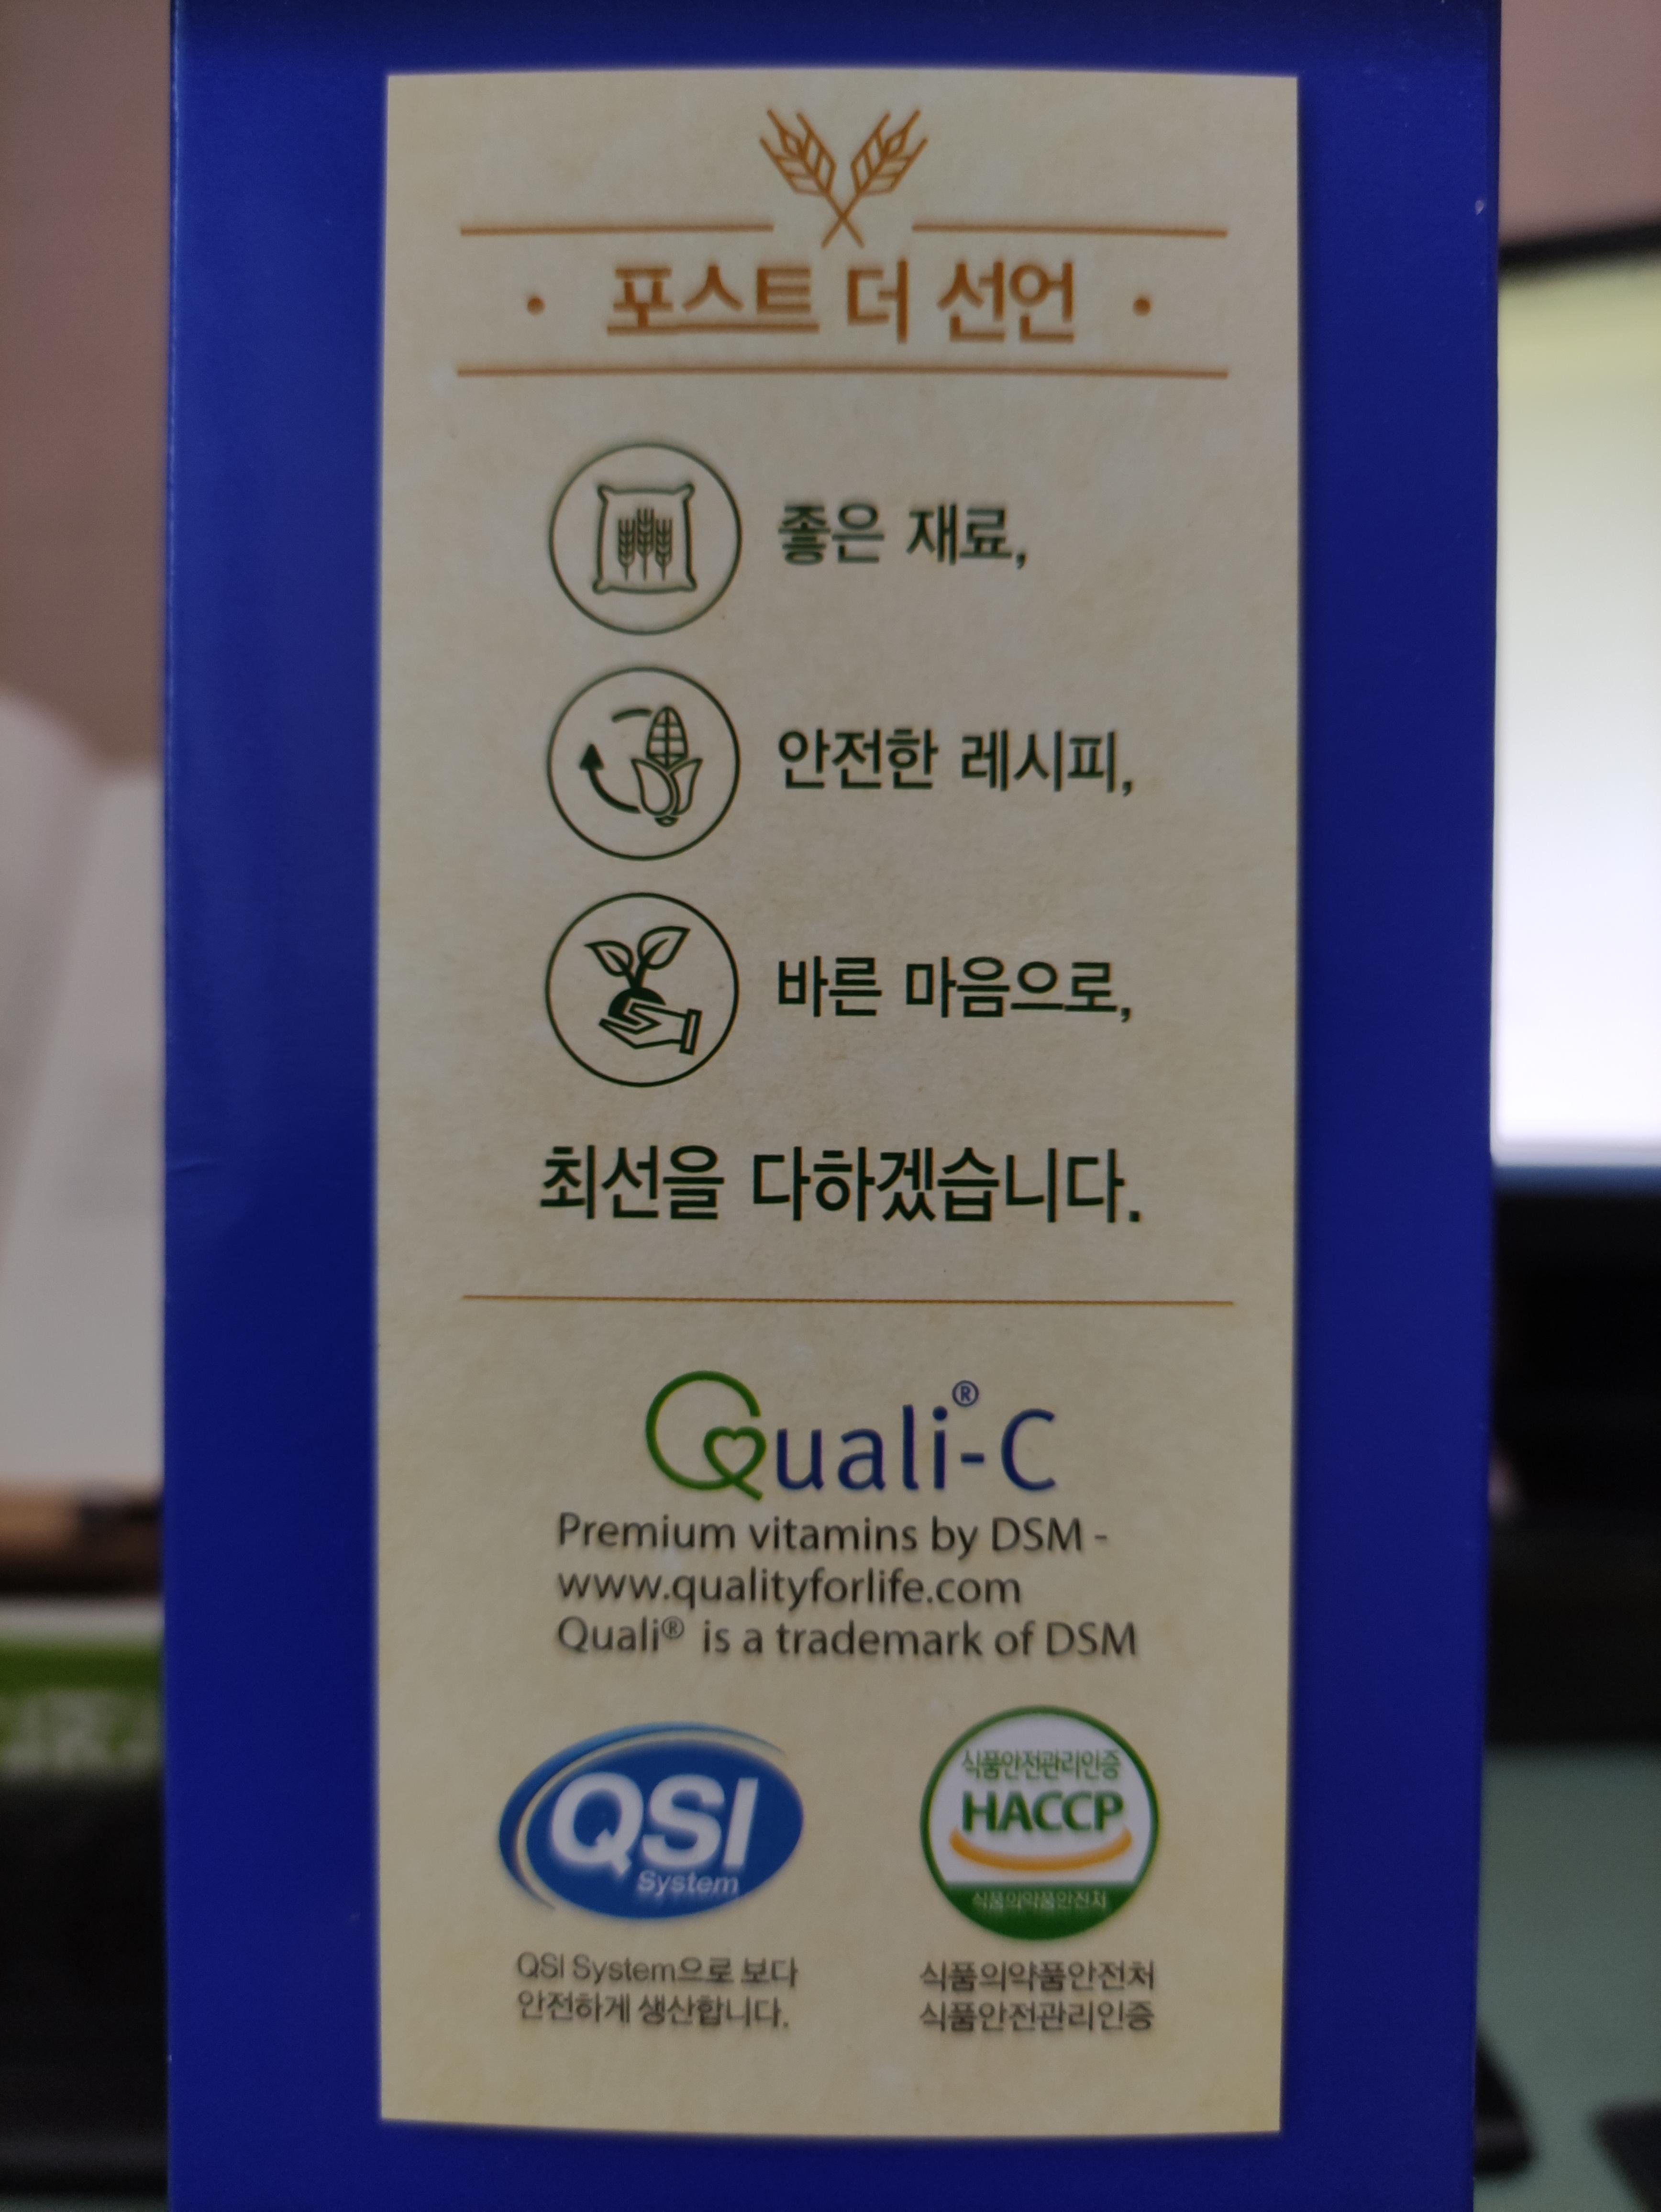 포스트 더 선언
좋은 재료,
안전한 레시피,
바른 마음으로,
최선을 다하겠습니다.
Quali®-C
Premium vitamins by DSM -
www.qualityforlife.com
Quali® is a trademark of DSM
QSI
System
QSI System으로 보다
안전하게 생산합니다.
식품안전관리인증
HACCP
식품의약품안전처
식품의약품안전처
식품안전관리인증